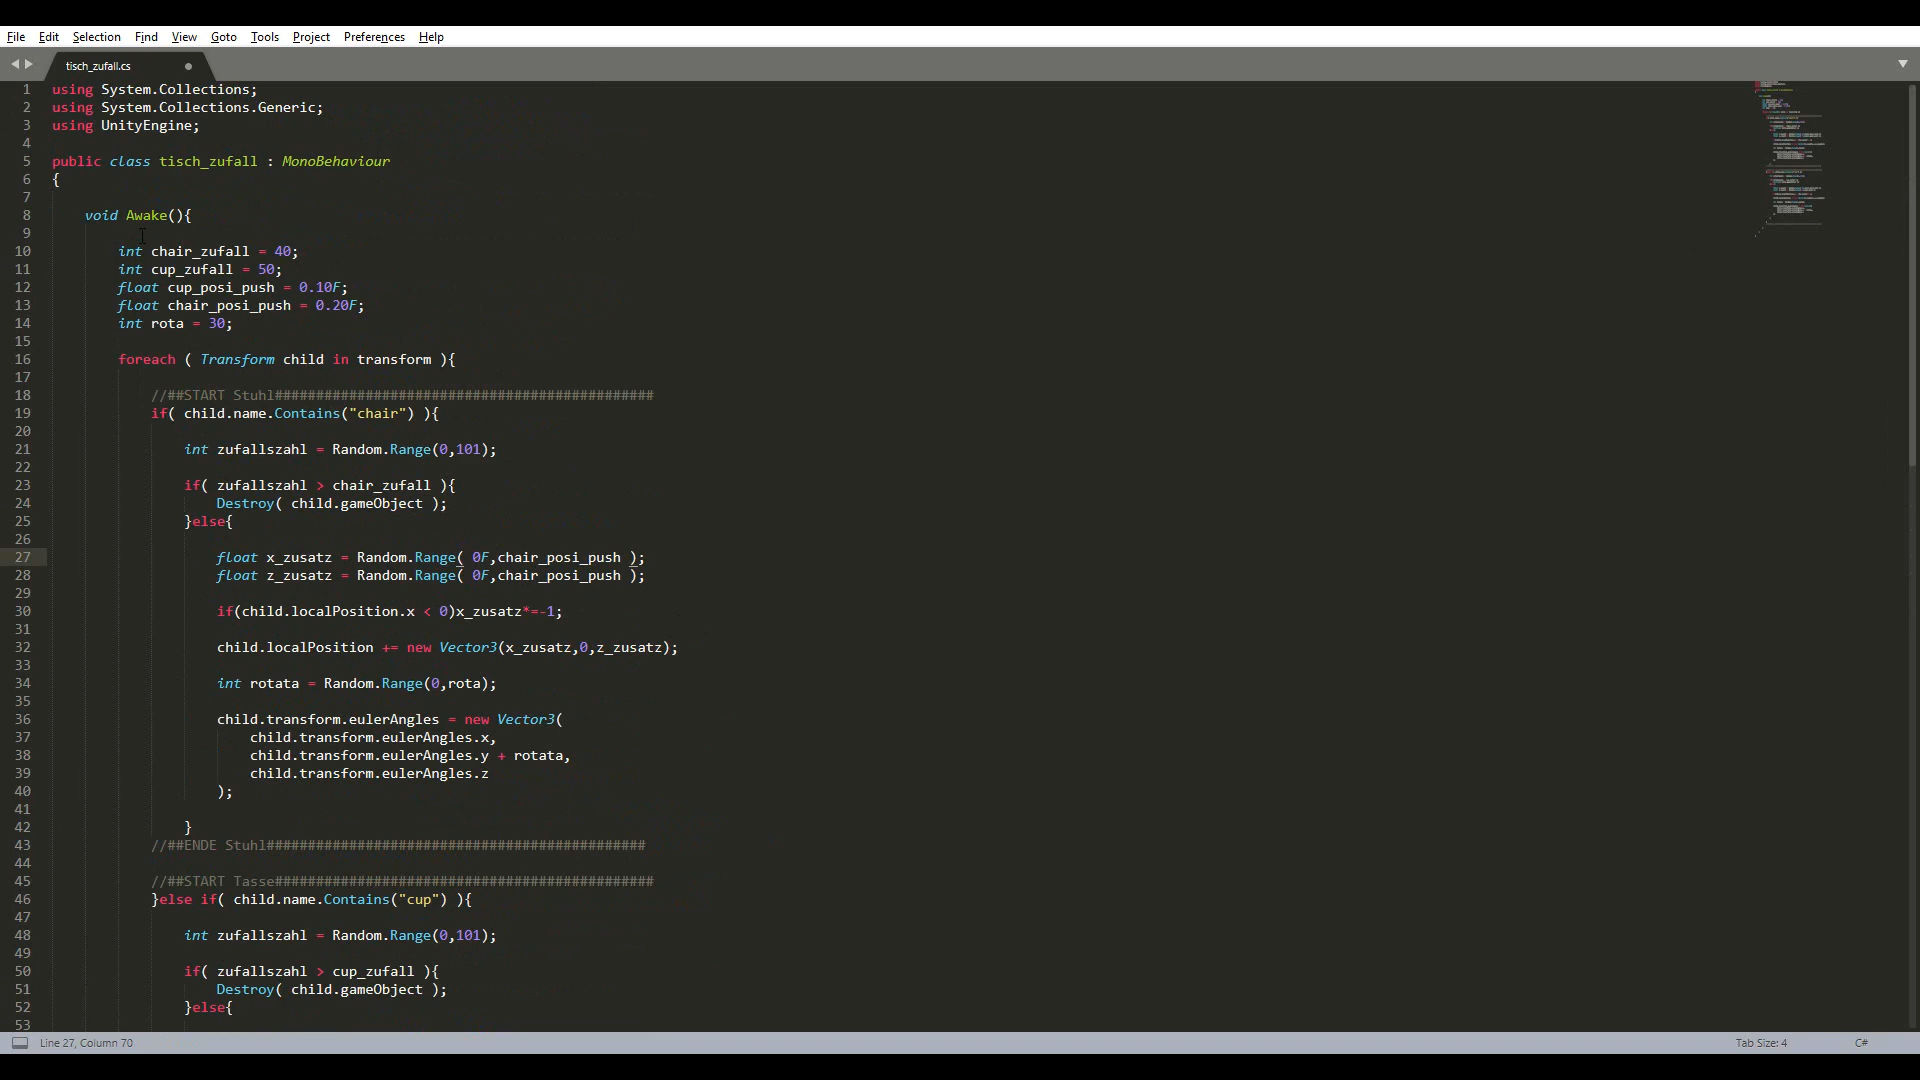 File Edit Selection Find View Goto Tools Project Preferences Help
tisch_zufall.cs
1 using System.Collections;
2 using System.Collections.Generic;
3 using UnityEngine;
4
5 public class tisch_zufall : MonoBehaviour
6 {
7
8 void Awake(){
9
10 int chair_zufall = 40;
11 int cup_zufall = 50;
12 float cup_posi_push = 0.10F;
13 float chair_posi_push = 0.20F;
14 int rota = 30;
15
16 foreach ( Transform child in transform ){
17
18 //##START Stuhl##############################################
19 if( child.name.Contains("chair") ){
20
21 int zufallszahl = Random.Range(0,101);
22
23 if( zufallszahl > chair_zufall ){
24 Destroy( child.gameObject );
25 }else{
26
27 float x_zusatz = Random.Range( 0F,chair_posi_push );
28 float z_zusatz = Random.Range( 0F,chair_posi_push );
29
30 if(child.localPosition.x < 0)x_zusatz*=-1;
31
32 child.localPosition += new Vector3(x_zusatz,0,z_zusatz);
33
34 int rotata = Random.Range(0,rota);
35
36 child.transform.eulerAngles = new Vector3(
37 child.transform.eulerAngles.x,
38 child.transform.eulerAngles.y + rotata,
39 child.transform.eulerAngles.z
40 );
41
42 }
43 //##ENDE Stuhl##############################################
44
45 //##START Tasse##############################################
46 }else if( child.name.Contains("cup") ){
47
48 int zufallszahl = Random.Range(0,101);
49
50 if( zufallszahl > cup_zufall ){
51 Destroy( child.gameObject );
52 }else{
53
Line 27, Column 70 Tab Size: 4 C#